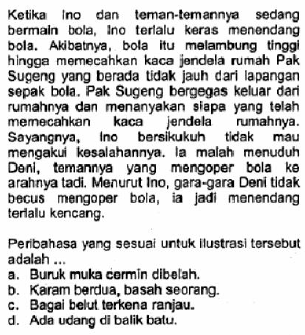 Ketika Ino dan teman-temannya sedang
bermain bola, Ino terlalu keras menendang
bola. Akibatnya, bola itu melambung tinggi
hingga memecahkan kaca jendela rumah Pak
Sugeng yang berada tidak jauh dari lapangan
sepak bola. Pak Sugeng bergegas keluar dari
rumahnya dan menanyakan siapa yang telah
memecahkan kaca jendela rumahnya.
Sayangnya, Ino bersikukuh tidak mau
mengakui kesalahannya. Ia malah menuduh
Deni, temannya yang mengoper bola ke
arahnya tadi. Menurut Ino, gara-gara Deni tidak
becus mengoper bola, ia jadi menendang
terlalu kencang.
Peribahasa yang sesuai untuk ilustrasi tersebut
adalah ...
a. Buruk muka cermin dibelah.
b. Karam berdua, basah seorang.
c. Bagai belut terkena ranjau.
d. Ada udang di balik batu.